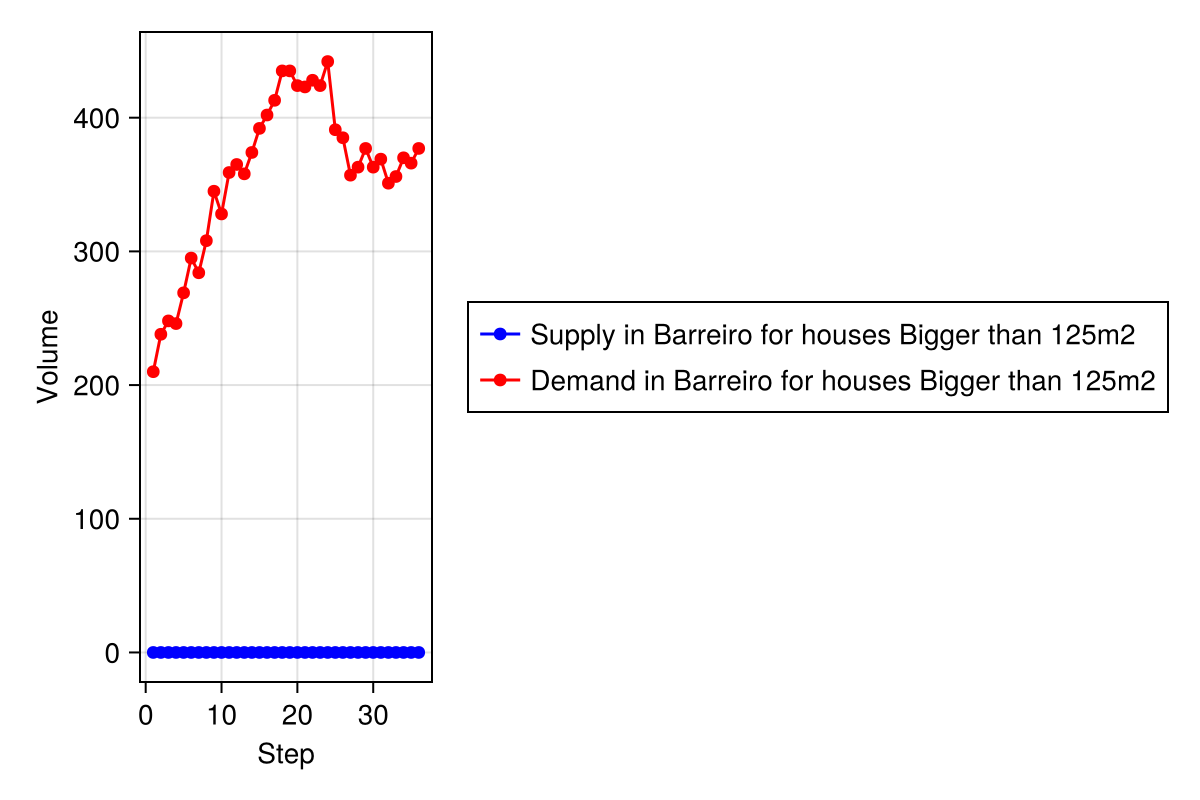 Volume
400
300
200
100
0
0 10 20 30
Step
Supply in Barreiro for houses Bigger than 125m2
Demand in Barreiro for houses Bigger than 125m2